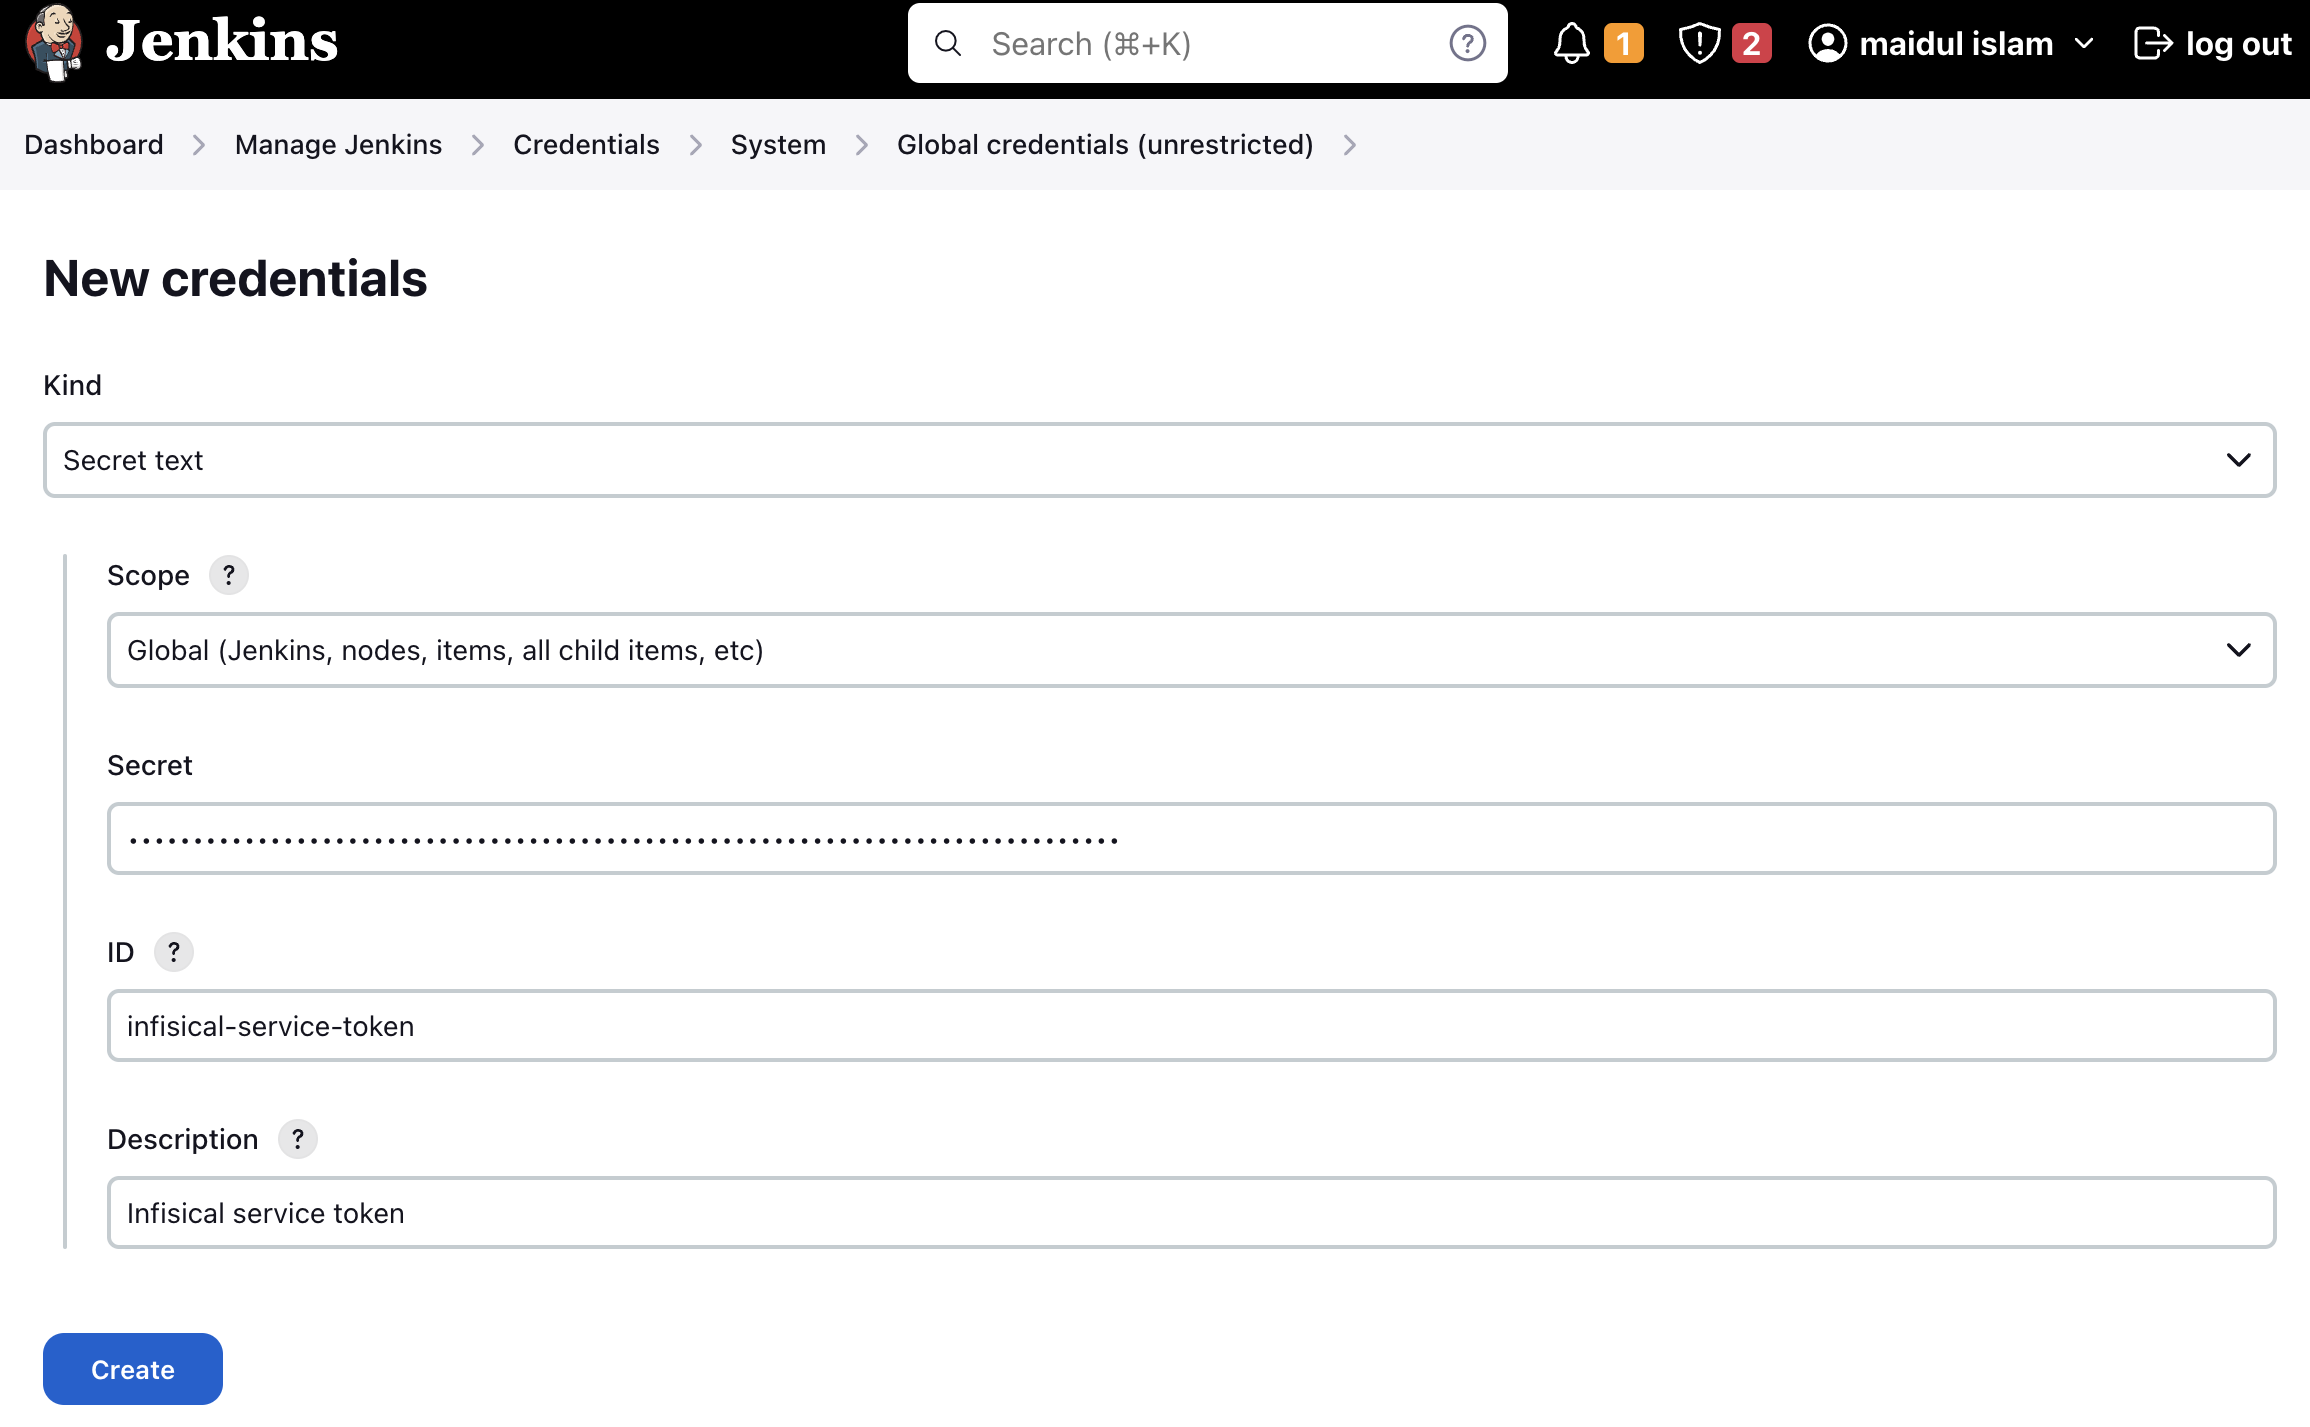 Jenkins
Search (⌘+K)
?
1
2
maidul islam
log out
Dashboard
Manage Jenkins
Credentials
System
Global credentials (unrestricted)
New credentials
Kind
Secret text
Scope ?
Global (Jenkins, nodes, items, all child items, etc)
Secret
ID ?
infisical-service-token
Description ?
Infisical service token
Create